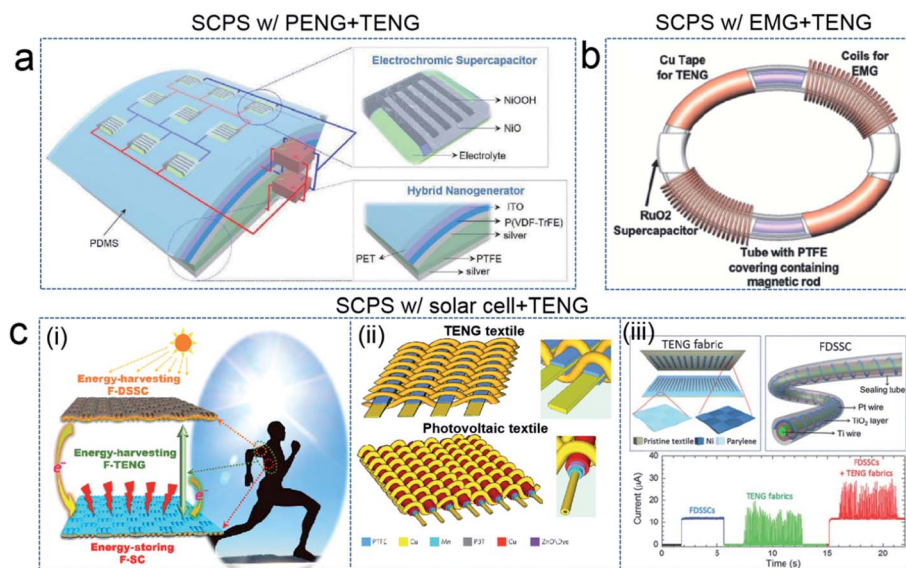 SCPS w/ PENG+TENG
SCPS w/ EMG+TENG
a
Electrochromic Supercapacitor
NiOOH
NiO
Electrolyte
Hybrid Nanogenerator
ITO
P(VDF-TrFE)
silver
PTFE
silver
PET
PDMS
b
Cu Tape
for TENG
Coils for
EMG
RuO2
Supercapacitor
Tube with PTFE
covering containing
magnetic rod
SCPS w/ solar cell+TENG
c
(i)
Energy-harvesting
F-DSSC
Energy-harvesting
F-TENG
e⁻
e⁻
Energy-storing
F-SC
(ii)
TENG textile
Photovoltaic textile
PTFE
Cu
Mn
PBT
Cu
ZnO/Dye
(iii)
TENG fabric
Pristine textile
Ni
Parylene
FDSSC
Sealing tube
Pt wire
TiO₂ layer
Ti wire
Current (μA)
40
30
20
10
0
FDSSCs
TENG fabrics
FDSSCs
+ TENG fabrics
0
5
10
15
20
Time (s)